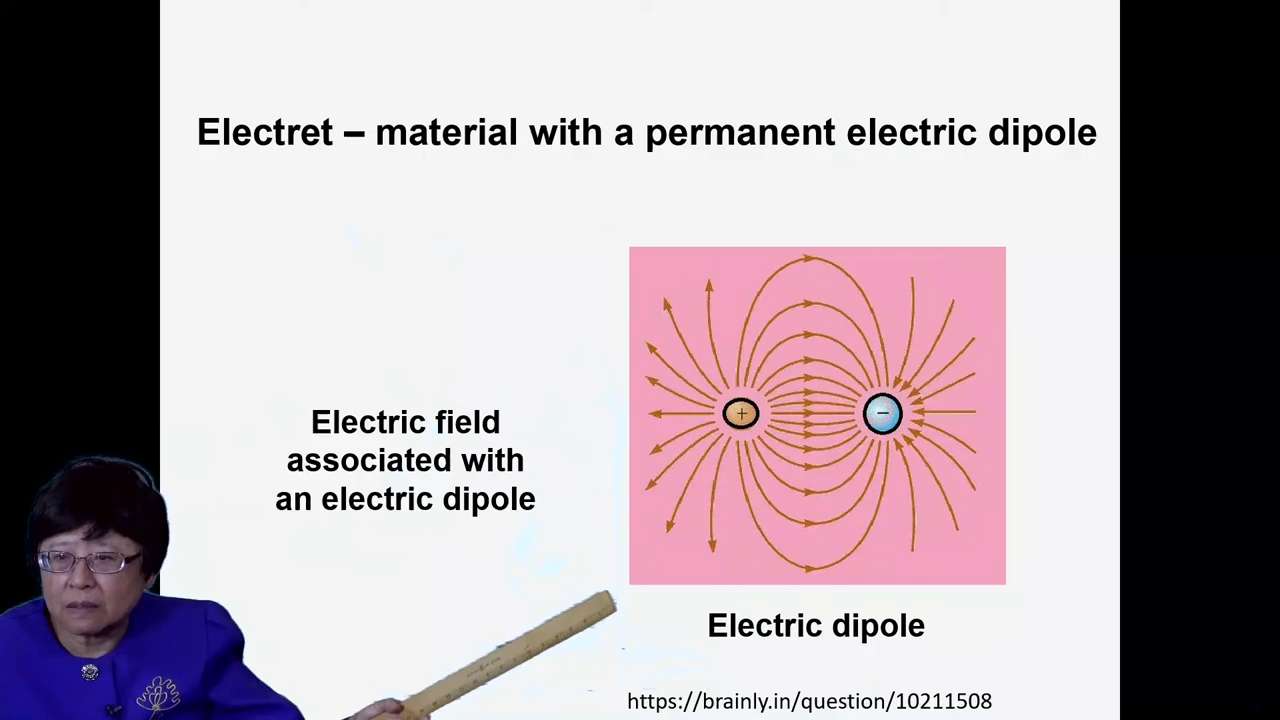 Electret – material with a permanent electric dipole
Electric field
associated with
an electric dipole
+
−
Electric dipole
https://brainly.in/question/10211508